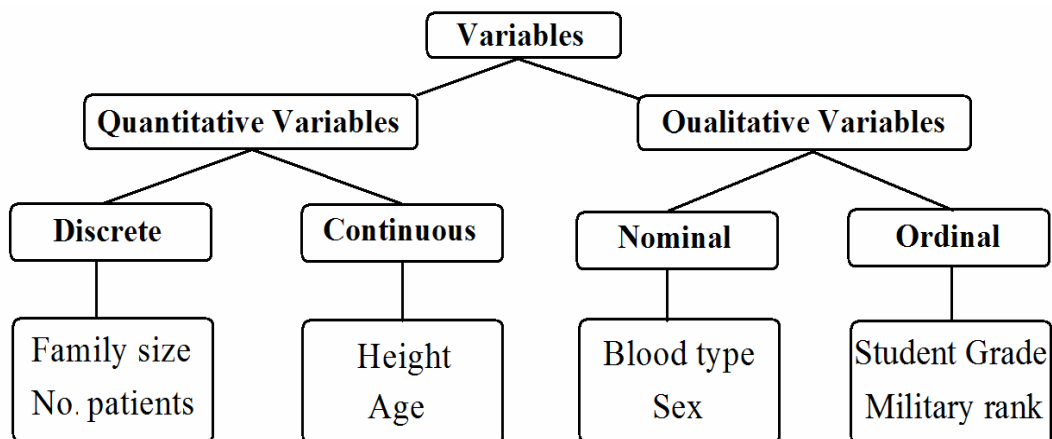 Variables
Quantitative Variables
Oualitative Variables
Discrete
Continuous
Nominal
Ordinal
Family size
No. patients
Height
Age
Blood type
Sex
Student Grade
Military rank